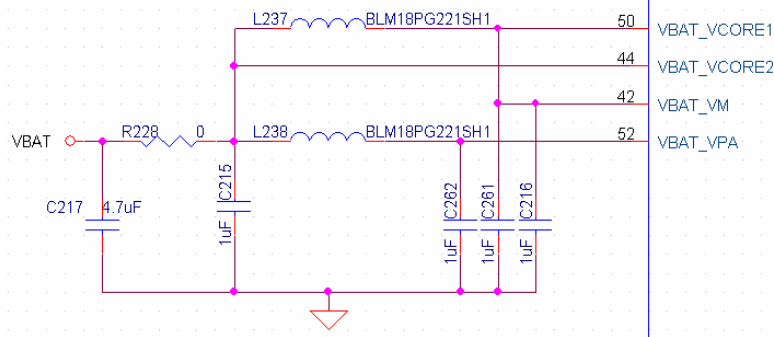 L237 BLM18PG221SH1 50 VBAT_VCORE1
44 VBAT_VCORE2
42 VBAT_VM
VBAT R228 0 L238 BLM18PG221SH1 52 VBAT_VPA
C217 4.7uF
C215 1uF
C262 1uF
C261 1uF
C216 1uF